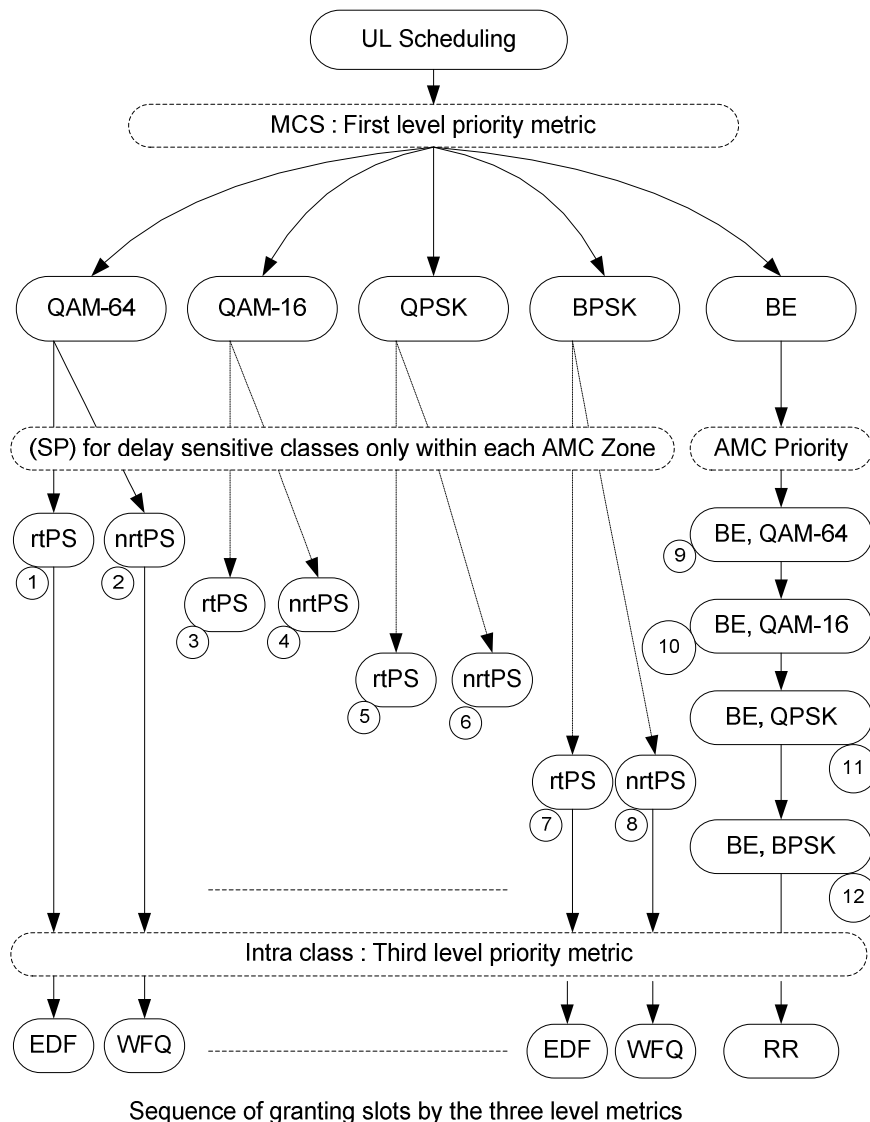 UL Scheduling
MCS : First level priority metric
QAM-64
QAM-16
QPSK
BPSK
BE
(SP) for delay sensitive classes only within each AMC Zone
AMC Priority
rtPS
nrtPS
1
2
rtPS
nrtPS
3
4
rtPS
nrtPS
5
6
rtPS
nrtPS
7
8
BE, QAM-64
9
BE, QAM-16
10
BE, QPSK
11
BE, BPSK
12
Intra class : Third level priority metric
EDF
WFQ
EDF
WFQ
RR
Sequence of granting slots by the three level metrics